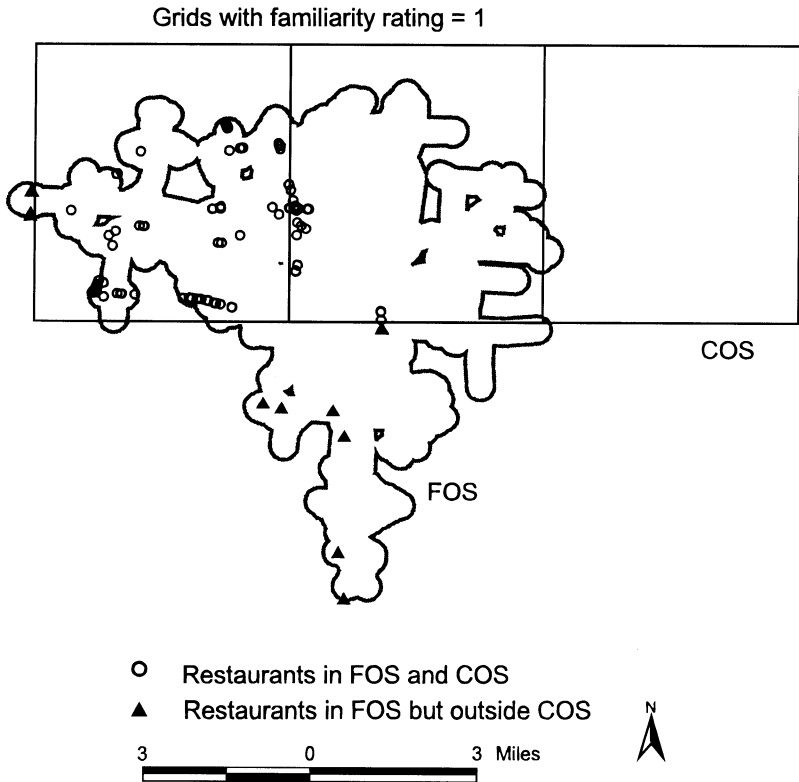 Grids with familiarity rating = 1
COS
FOS
Restaurants in FOS and COS
Restaurants in FOS but outside COS
N
3 0 3 Miles